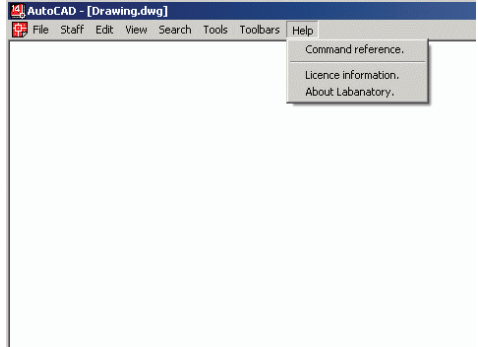 AutoCAD - [Drawing.dwg]
File Staff Edit View Search Tools Toolbars Help
Command reference.
Licence information.
About Labanatory.